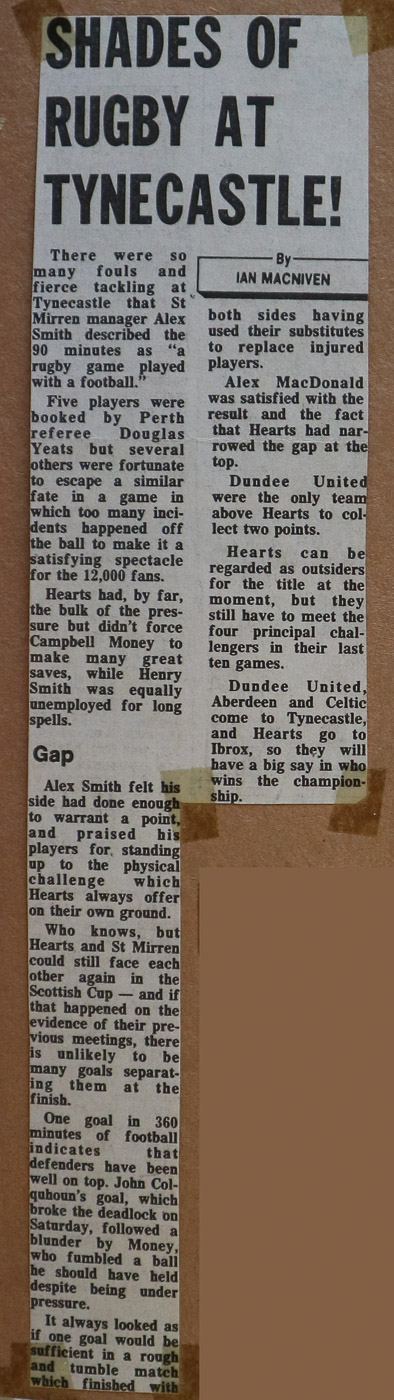 SHADES OF
RUGBY AT
TYNECASTLE!
By
IAN MACNIVEN
There were so
many fouls and
fierce tackling at
Tynecastle that St
Mirren manager Alex
Smith described the
90 minutes as "a
rugby game played
with a football."
Five players were
booked by Perth
referee Douglas
Yeats but several
others were fortunate
to escape a similar
fate in a game in
which too many inci-
dents happened off
the ball to make it a
satisfying spectacle
for the 12,000 fans.
Hearts had, by far,
the bulk of the pres-
sure but didn't force
Campbell Money to
make many great
saves, while Henry
Smith was equally
unemployed for long
spells.
Gap
Alex Smith felt his
side had done enough
to warrant a point,
and praised his
players for standing
up to the physical
challenge which
Hearts always offer
on their own ground.
Who knows, but
Hearts and St Mirren
could still face each
other again in the
Scottish Cup — and if
that happened on the
evidence of their pre-
vious meetings, there
is unlikely to be
many goals separat-
ing them at the
finish.
One goal in 360
minutes of football
indicates that
defenders have been
well on top. John Col-
quhoun's goal, which
broke the deadlock on
Saturday, followed a
blunder by Money,
who fumbled a ball
he should have held
despite being under
pressure.
It always looked as
if one goal would be
sufficient in a rough
and tumble match
which finished with
both sides having
used their substitutes
to replace injured
players.
Alex MacDonald
was satisfied with the
result and the fact
that Hearts had nar-
rowed the gap at the
top.
Dundee United
were the only team
above Hearts to col-
lect two points.
Hearts can be
regarded as outsiders
for the title at the
moment, but they
still have to meet the
four principal chal-
lengers in their last
ten games.
Dundee United,
Aberdeen and Celtic
come to Tynecastle,
and Hearts go to
Ibrox, so they will
have a big say in who
wins the champion-
ship.